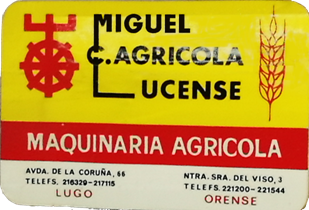 MIGUEL
C.AGRICOLA
LUCENSE
MAQUINARIA AGRICOLA
AVDA. DE LA CORUÑA, 66
TELEFS. 216329-217115
LUGO
NTRA. SRA. DEL VISO, 3
TELEFS. 221200-221544
ORENSE